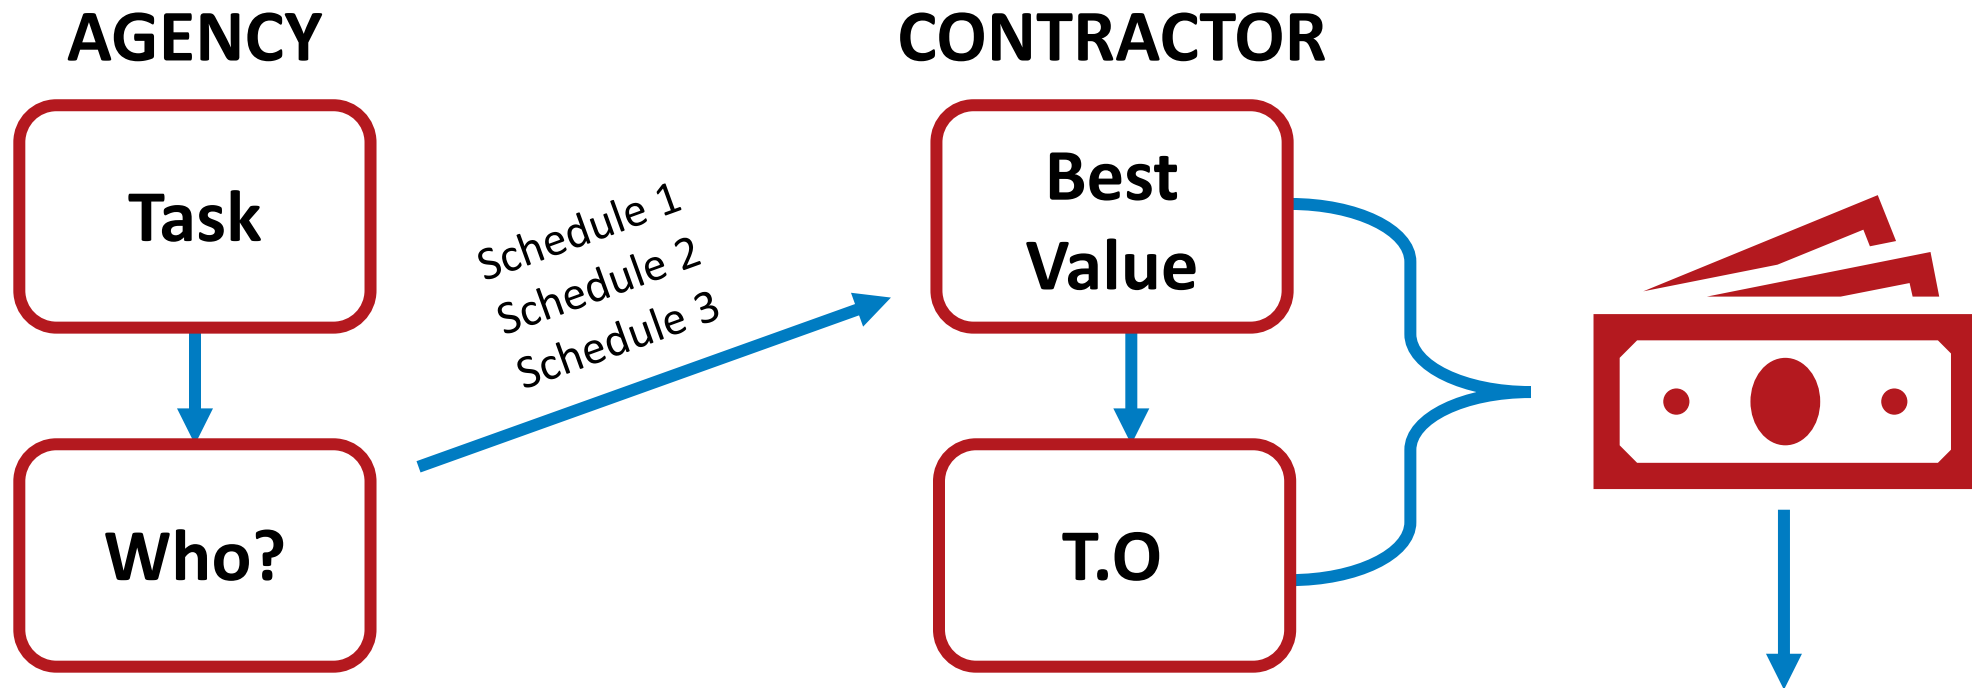 AGENCY
Task
Who?
Schedule 1
Schedule 2
Schedule 3
CONTRACTOR
Best
Value
T.O